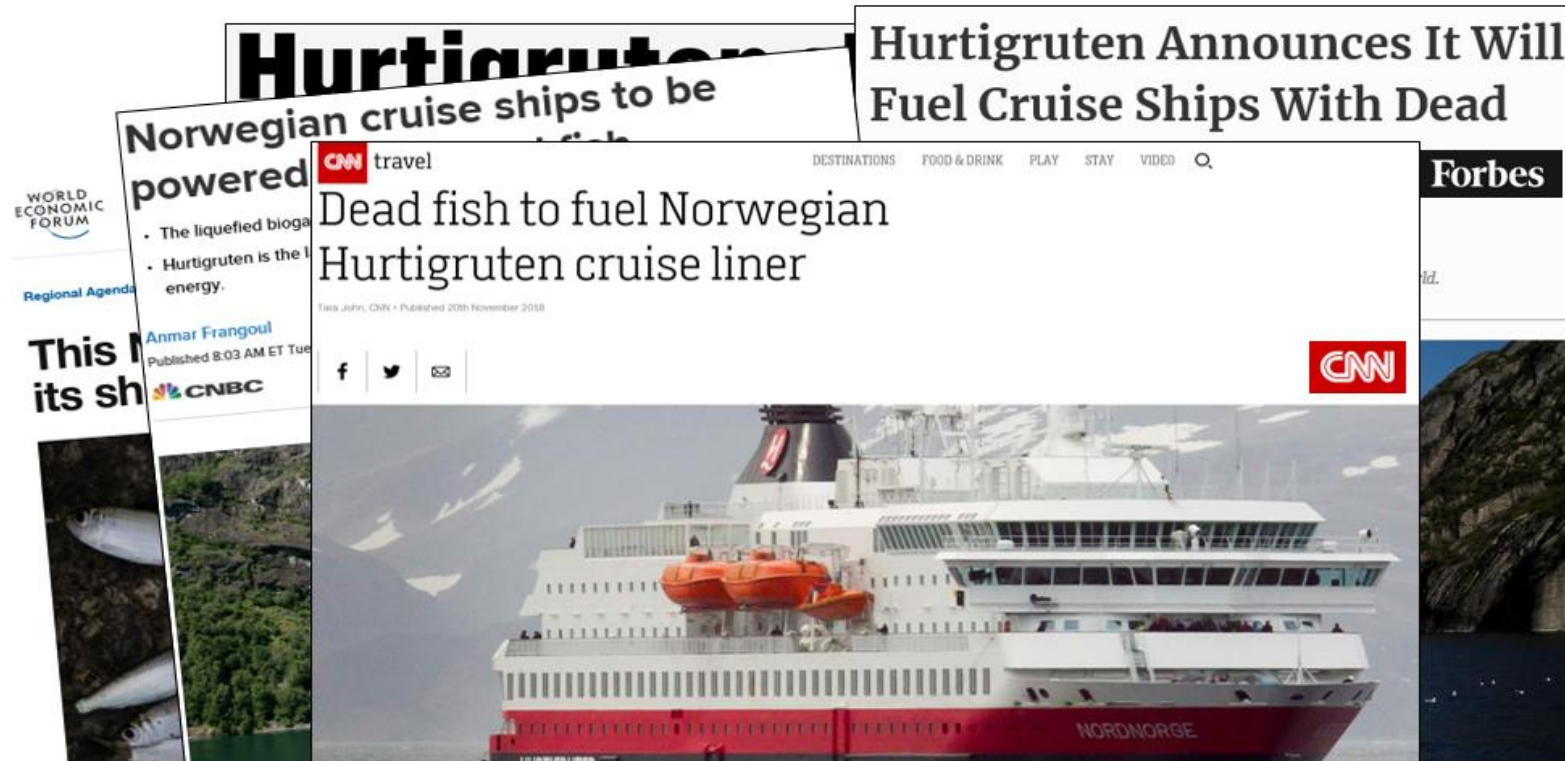 Hurtigruten
Hurtigruten Announces It Will
Fuel Cruise Ships With Dead
Forbes
Norwegian cruise ships to be
powered
fish
WORLD
ECONOMIC
FORUM
Regional Agenda
This
its
• The liquefied
• Hurtigruten is the
energy.
Anmar Frangoul
Published 8:03 AM ET Tue
CNBC
CNN travel
DESTINATIONS FOOD & DRINK PLAY STAY VIDEO
Dead fish to fuel Norwegian
Hurtigruten cruise liner
Tara John, CNN • Published 20th November 2018
CNN
NORDNORGE
HURTIGRUTEN